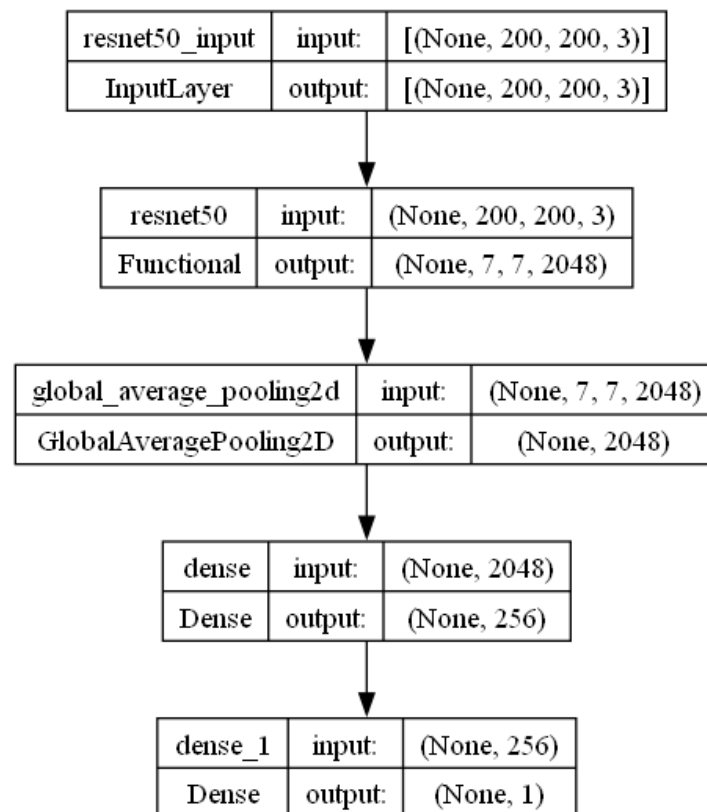 resnet50_input input: [(None, 200, 200, 3)]
InputLayer output: [(None, 200, 200, 3)]
resnet50 input: (None, 200, 200, 3)
Functional output: (None, 7, 7, 2048)
global_average_pooling2d input: (None, 7, 7, 2048)
GlobalAveragePooling2D output: (None, 2048)
dense input: (None, 2048)
Dense output: (None, 256)
dense_1 input: (None, 256)
Dense output: (None, 1)